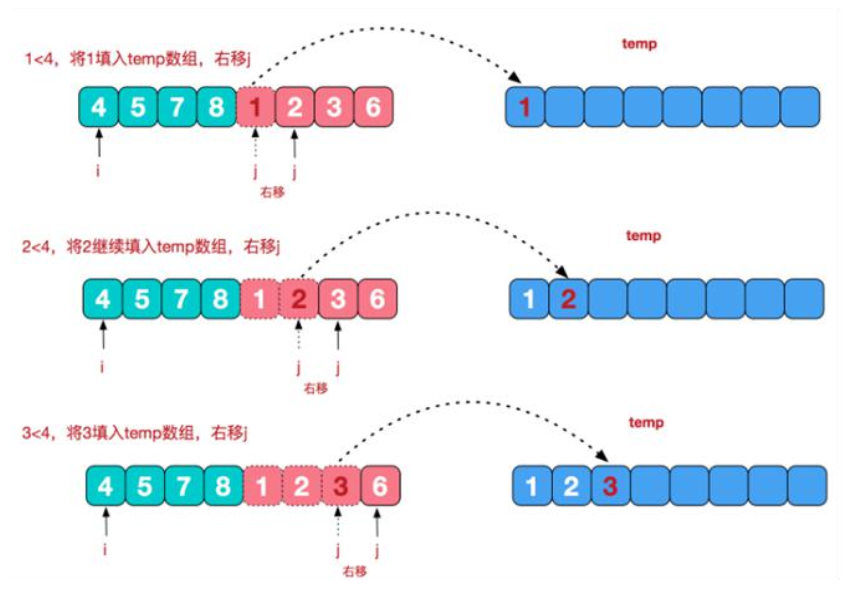 temp
1<4，将1填入temp数组，右移j
4 5 7 8 1 2 3 6
1
i
j
j
右移
temp
2<4，将2继续填入temp数组，右移j
4 5 7 8 1 2 3 6
1 2
i
j
j
右移
temp
3<4，将3填入temp数组，右移j
4 5 7 8 1 2 3 6
1 2 3
i
j
j
右移